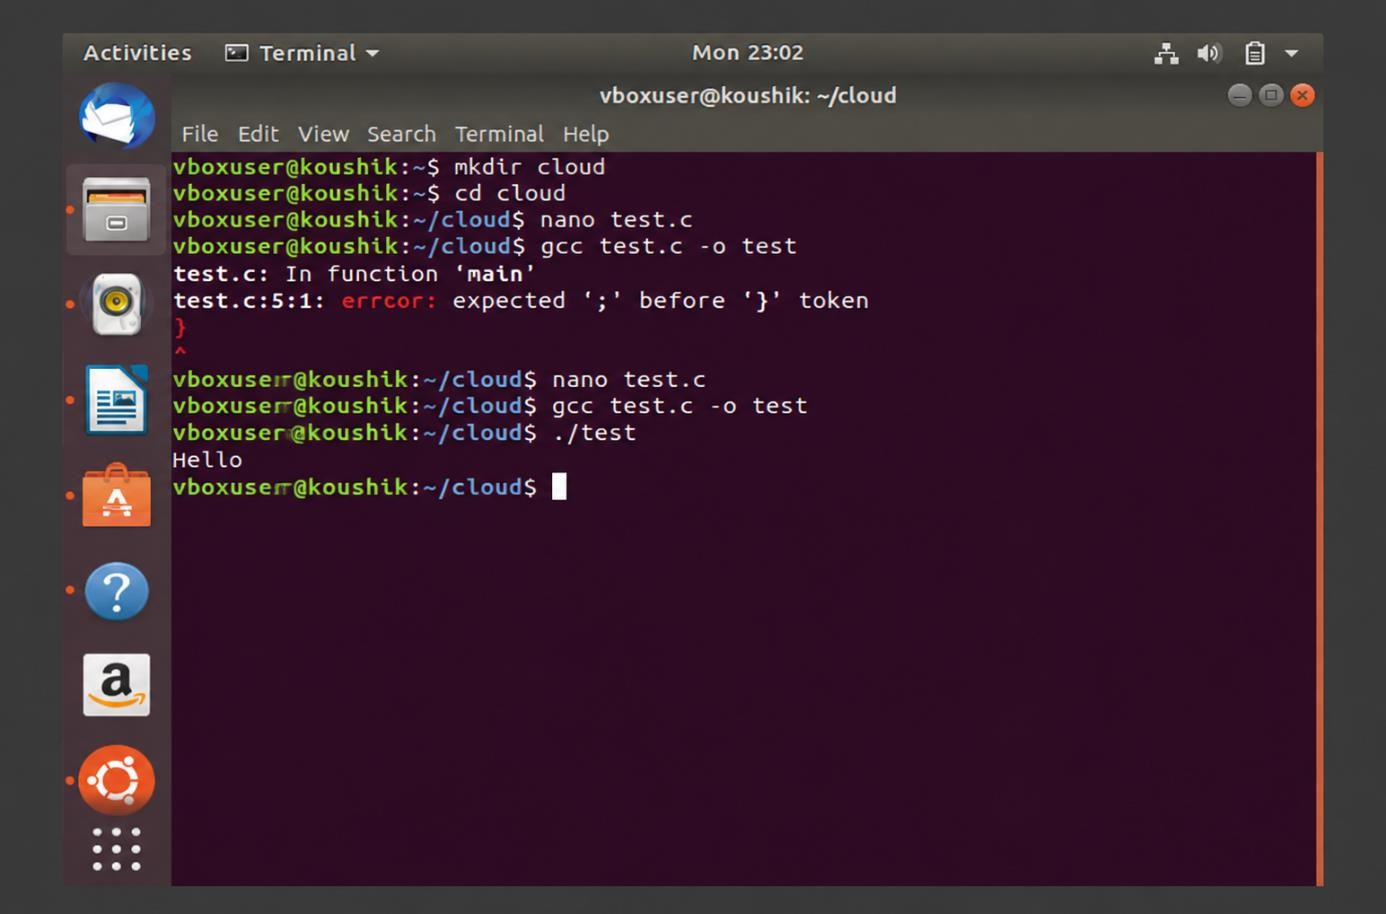 Activities Terminal Mon 23:02
vboxuser@koushik: ~/cloud
File Edit View Search Terminal Help
vboxuser@koushik:~$ mkdir cloud
vboxuser@koushik:~$ cd cloud
vboxuser@koushik:~/cloud$ nano test.c
vboxuser@koushik:~/cloud$ gcc test.c -o test
test.c: In function ‘main’
test.c:5:1: errcor: expected ‘;’ before ‘}’ token
}
^
vboxuser@koushik:~/cloud$ nano test.c
vboxuser@koushik:~/cloud$ gcc test.c -o test
vboxuser@koushik:~/cloud$ ./test
Hello
vboxuser@koushik:~/cloud$